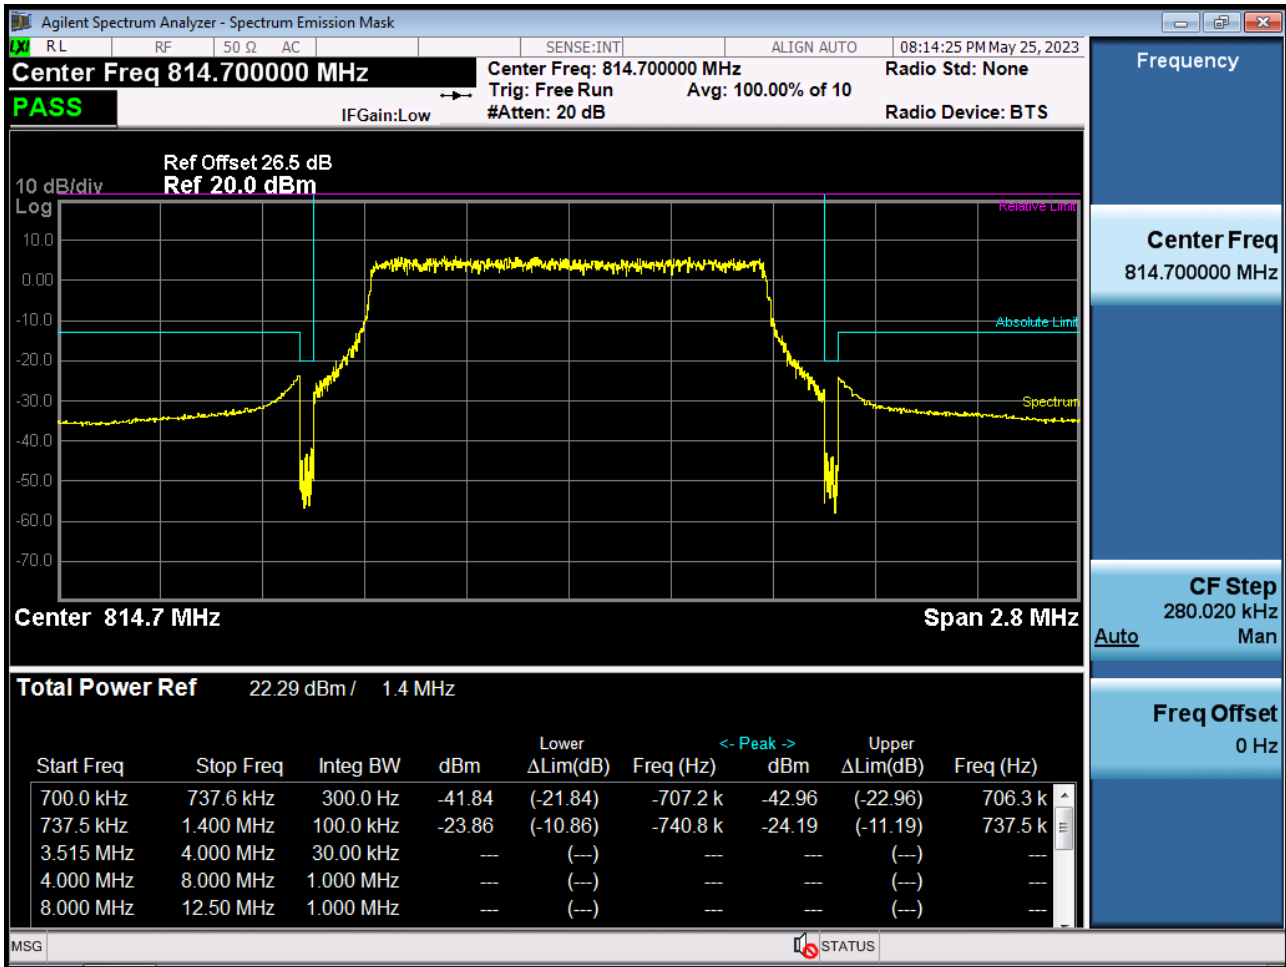 Agilent Spectrum Analyzer - Spectrum Emission Mask
LXI RL RF 50 Ω AC SENSE:INT ALIGN AUTO 08:14:25 PM May 25, 2023
Center Freq 814.700000 MHz
Center Freq: 814.700000 MHz
Radio Std: None
Trig: Free Run
Avg: 100.00% of 10
PASS
IFGain:Low
#Atten: 20 dB
Radio Device: BTS
Ref Offset 26.5 dB
10 dB/div Ref 20.0 dBm
Log
Relative Limit
10.0
0.00
-10.0
Absolute Limit
-20.0
-30.0
Spectrum
-40.0
-50.0
-60.0
-70.0
Center 814.7 MHz Span 2.8 MHz
Total Power Ref 22.29 dBm / 1.4 MHz
Lower <- Peak -> Upper
Start Freq Stop Freq Integ BW dBm ΔLim(dB) Freq (Hz) dBm ΔLim(dB) Freq (Hz)
700.0 kHz 737.6 kHz 300.0 Hz -41.84 (-21.84) -707.2 k -42.96 (-22.96) 706.3 k
737.5 kHz 1.400 MHz 100.0 kHz -23.86 (-10.86) -740.8 k -24.19 (-11.19) 737.5 k
3.515 MHz 4.000 MHz 30.00 kHz --- (---) --- --- (---) ---
4.000 MHz 8.000 MHz 1.000 MHz --- (---) --- --- (---) ---
8.000 MHz 12.50 MHz 1.000 MHz --- (---) --- --- (---) ---
MSG STATUS
Frequency
Center Freq
814.700000 MHz
CF Step
280.020 kHz
Auto Man
Freq Offset
0 Hz